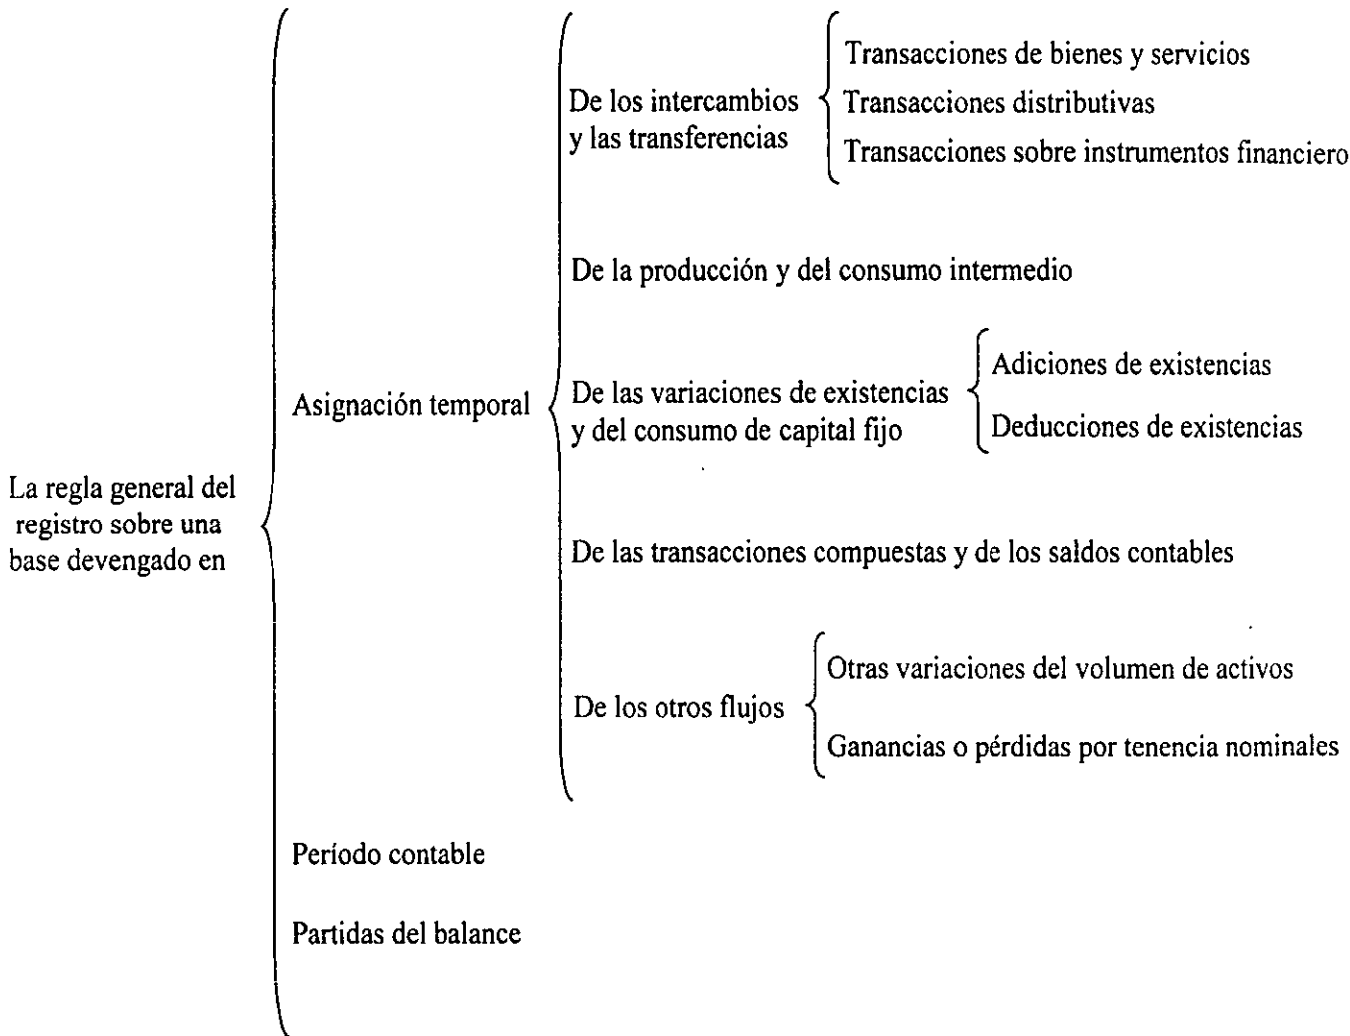 La regla general del
registro sobre una
base devengado en
Asignación temporal
De los intercambios
y las transferencias
Transacciones de bienes y servicios
Transacciones distributivas
Transacciones sobre instrumentos financiero
De la producción y del consumo intermedio
De las variaciones de existencias
y del consumo de capital fijo
Adiciones de existencias
Deducciones de existencias
De las transacciones compuestas y de los saldos contables
De los otros flujos
Otras variaciones del volumen de activos
Ganancias o pérdidas por tenencia nominales
Período contable
Partidas del balance